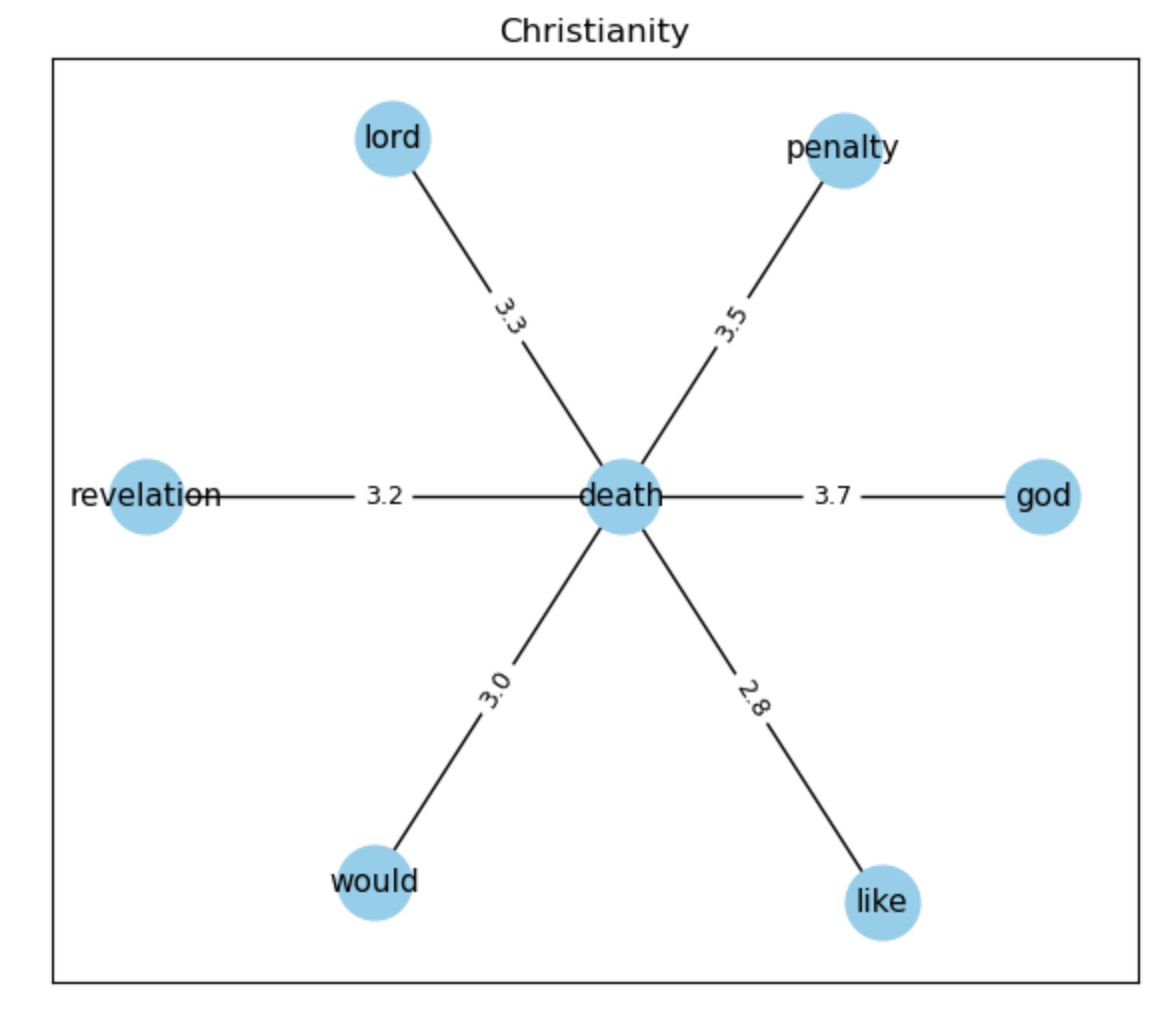 Christianity
lord
penalty
3.3
3.5
revelation
3.2
death
3.7
god
3.0
2.8
would
like